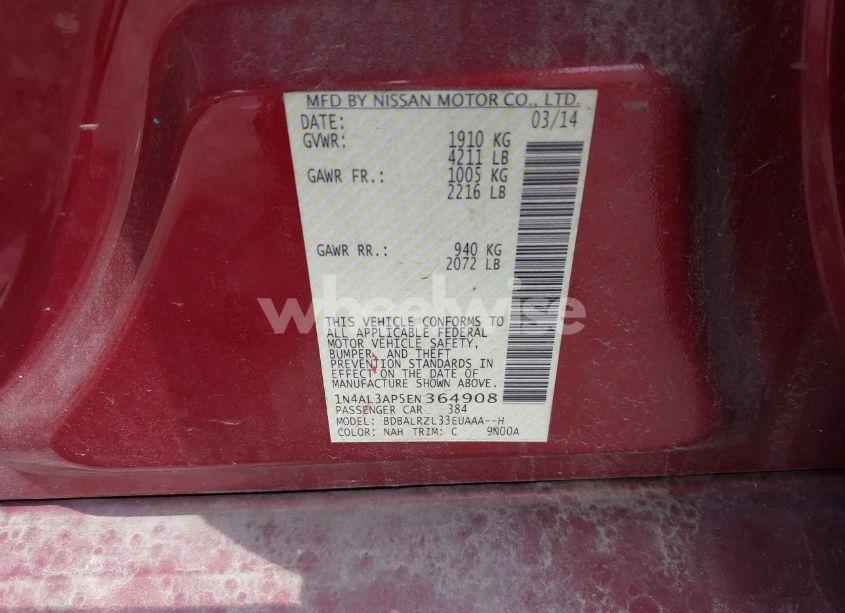 MFD BY NISSAN MOTOR CO., LTD.
DATE: 03/14
GVWR: 1910 KG
4211 LB
GAWR FR.: 1005 KG
2216 LB
GAWR RR.: 940 KG
2072 LB
wheelwise
THIS VEHICLE CONFORMS TO
ALL APPLICABLE FEDERAL
MOTOR VEHICLE SAFETY,
BUMPER, AND THEFT
PREVENTION STANDARDS IN
EFFECT ON THE DATE OF
MANUFACTURE SHOWN ABOVE.
1N4AL3AP5EN364908
PASSENGER CAR 384
MODEL: BDBALRZL33EUAAA--H
COLOR: NAH TRIM: C 9N00A